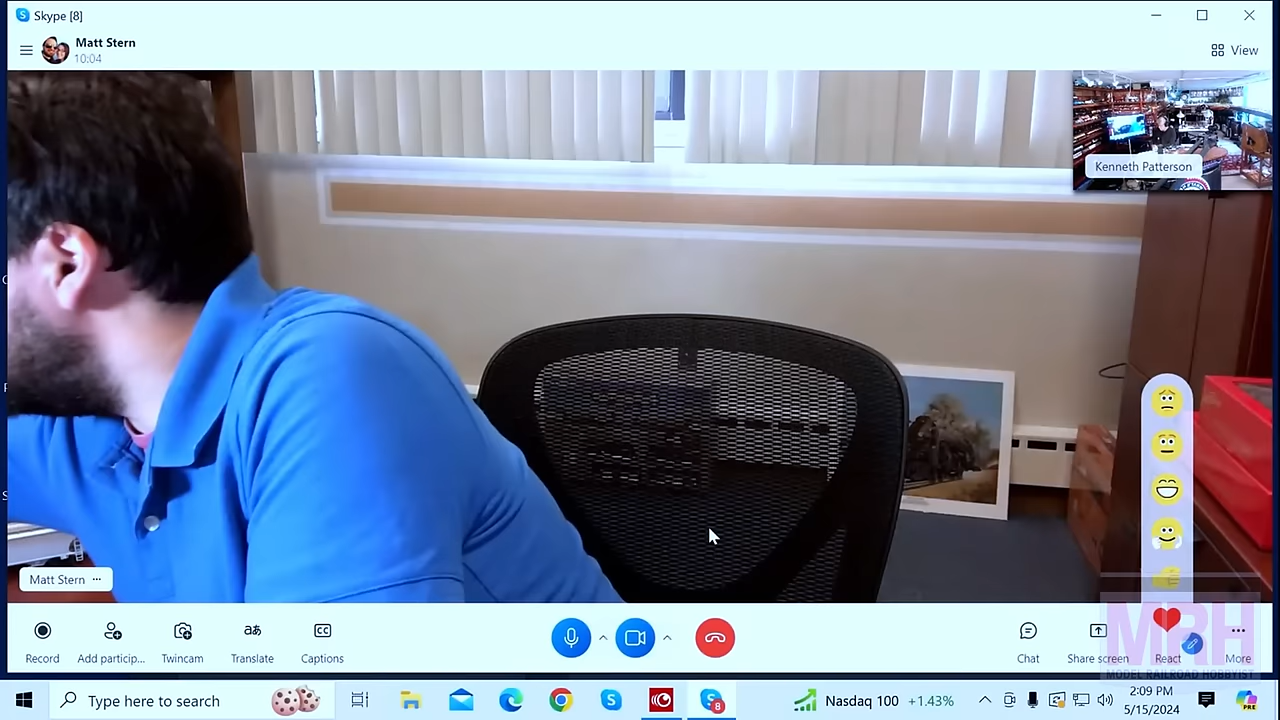 Skype [8]
Matt Stern
10:04
View
Kenneth Patterson
Matt Stern ···
Record
Add particip...
Twincam
Translate
Captions
Chat
Share screen
React
More
MRH
MODEL RAILROAD HOBBYIST
Type here to search
8
Nasdaq 100 +1.43%
2:09 PM
5/15/2024
PRE